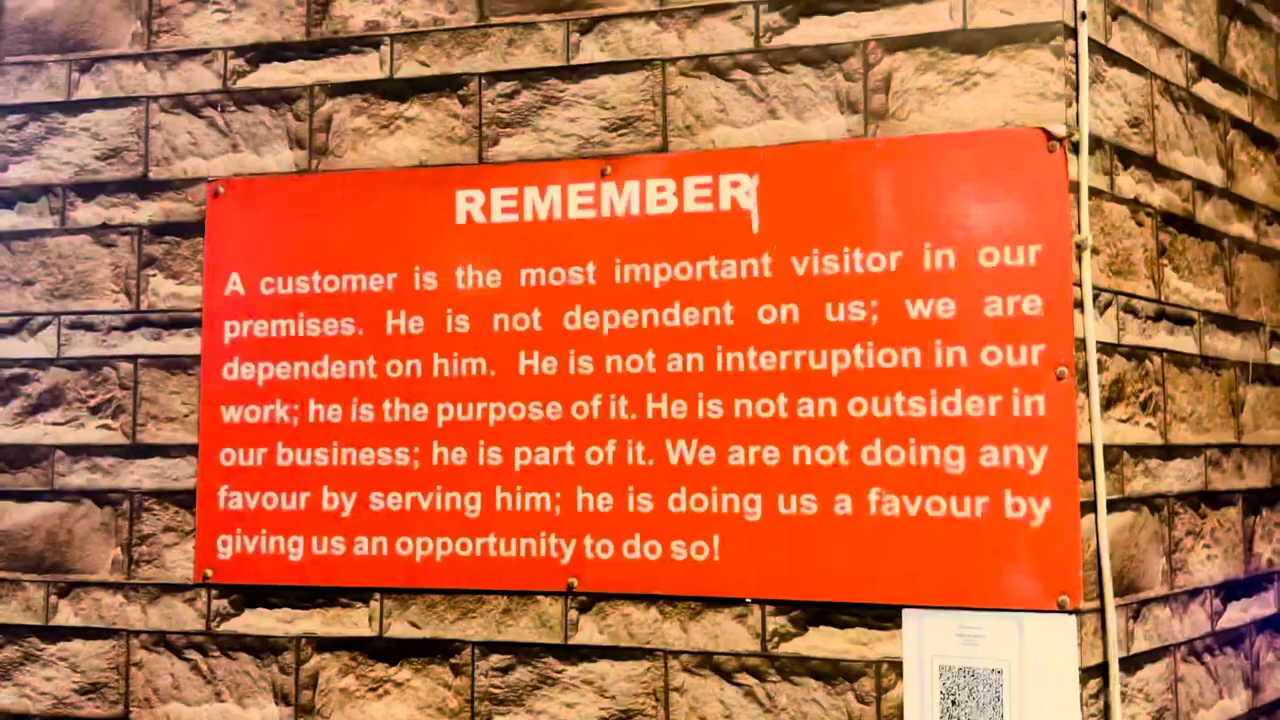 REMEMBER
A customer is the most important visitor in our
premises. He is not dependent on us; we are
dependent on him. He is not an interruption in our
work; he is the purpose of it. He is not an outsider in
our business; he is part of it. We are not doing any
favour by serving him; he is doing us a favour by
giving us an opportunity to do so!